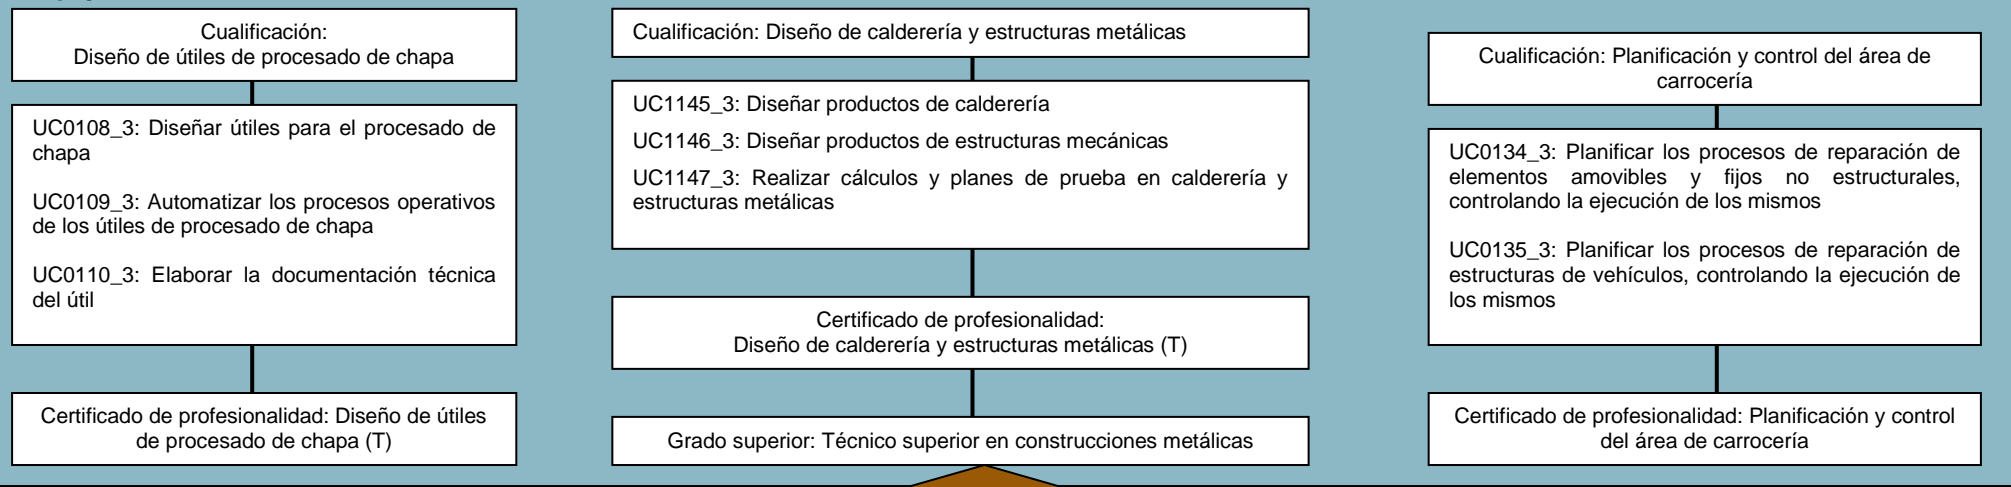 Cualificación:
Diseño de útiles de procesado de chapa
UC0108_3: Diseñar útiles para el procesado de
chapa
UC0109_3: Automatizar los procesos operativos
de los útiles de procesado de chapa
UC0110_3: Elaborar la documentación técnica
del útil
Certificado de profesionalidad: Diseño de útiles
de procesado de chapa (T)
Cualificación: Diseño de calderería y estructuras metálicas
UC1145_3: Diseñar productos de calderería
UC1146_3: Diseñar productos de estructuras mecánicas
UC1147_3: Realizar cálculos y planes de prueba en calderería y
estructuras metálicas
Certificado de profesionalidad:
Diseño de calderería y estructuras metálicas (T)
Grado superior: Técnico superior en construcciones metálicas
Cualificación: Planificación y control del área de
carrocería
UC0134_3: Planificar los procesos de reparación de
elementos amovibles y fijos no estructurales,
controlando la ejecución de los mismos
UC0135_3: Planificar los procesos de reparación de
estructuras de vehículos, controlando la ejecución de
los mismos
Certificado de profesionalidad: Planificación y control
del área de carrocería